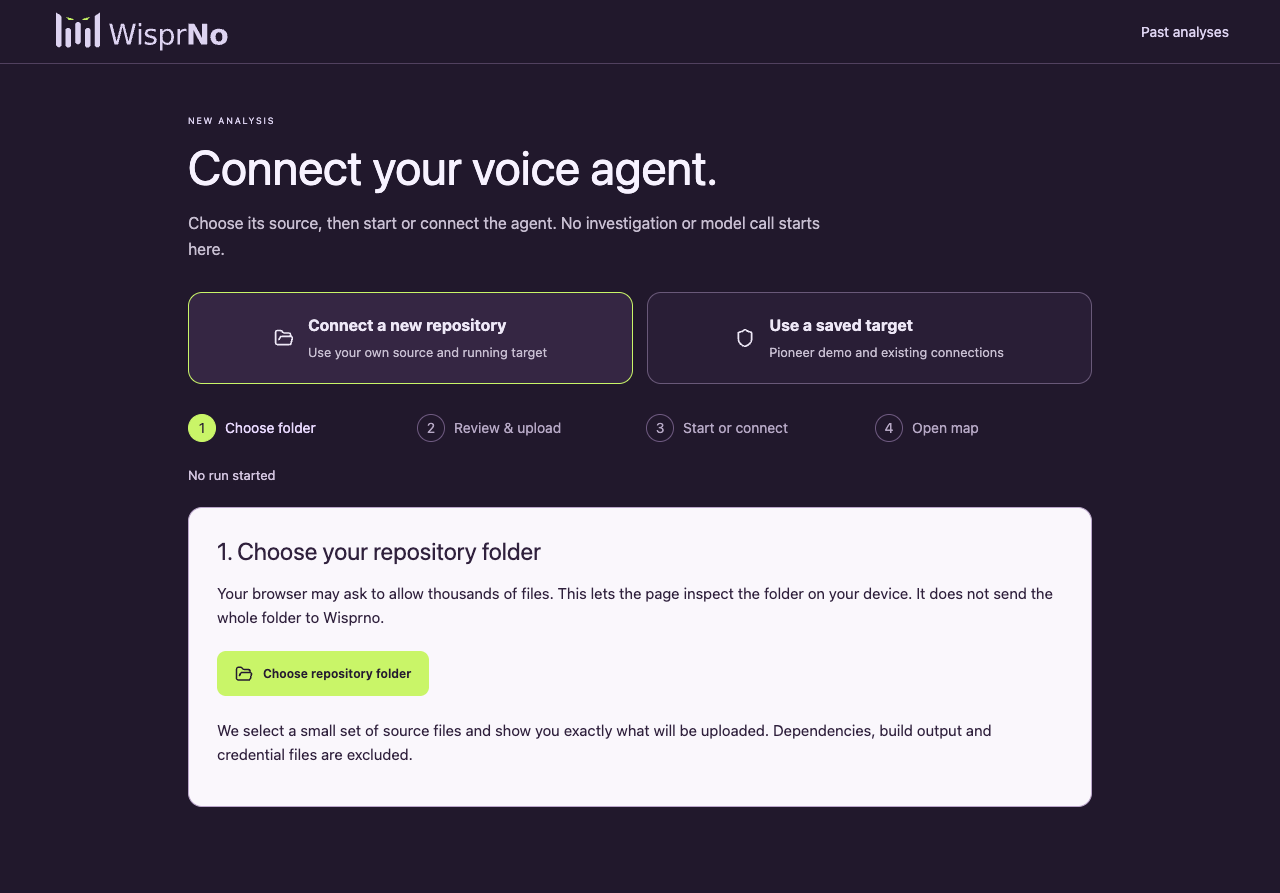 WisprNo
Past analyses
NEW ANALYSIS
Connect your voice agent.
Choose its source, then start or connect the agent. No investigation or model call starts
here.
Connect a new repository
Use your own source and running target
Use a saved target
Pioneer demo and existing connections
1 Choose folder
2 Review & upload
3 Start or connect
4 Open map
No run started
1. Choose your repository folder
Your browser may ask to allow thousands of files. This lets the page inspect the folder on your device. It does not send the
whole folder to Wisprno.
Choose repository folder
We select a small set of source files and show you exactly what will be uploaded. Dependencies, build output and
credential files are excluded.